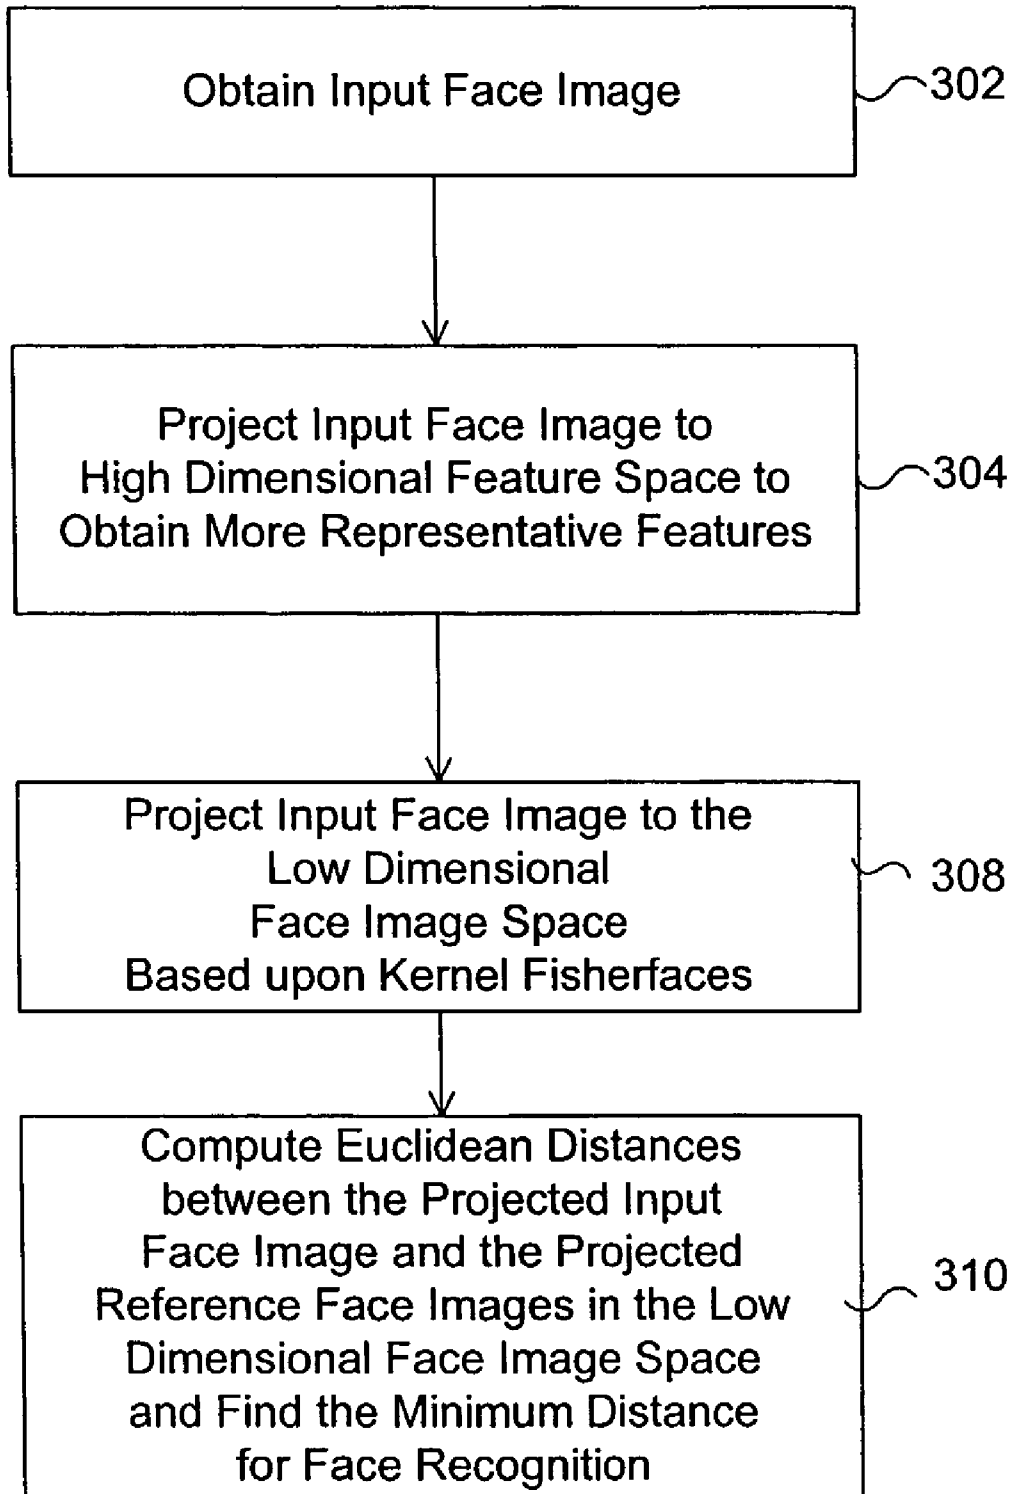 Obtain Input Face Image
302
Project Input Face Image to
High Dimensional Feature Space to
Obtain More Representative Features
304
Project Input Face Image to the
Low Dimensional
Face Image Space
Based upon Kernel Fisherfaces
308
Compute Euclidean Distances
between the Projected Input
Face Image and the Projected
Reference Face Images in the Low
Dimensional Face Image Space
and Find the Minimum Distance
for Face Recognition
310